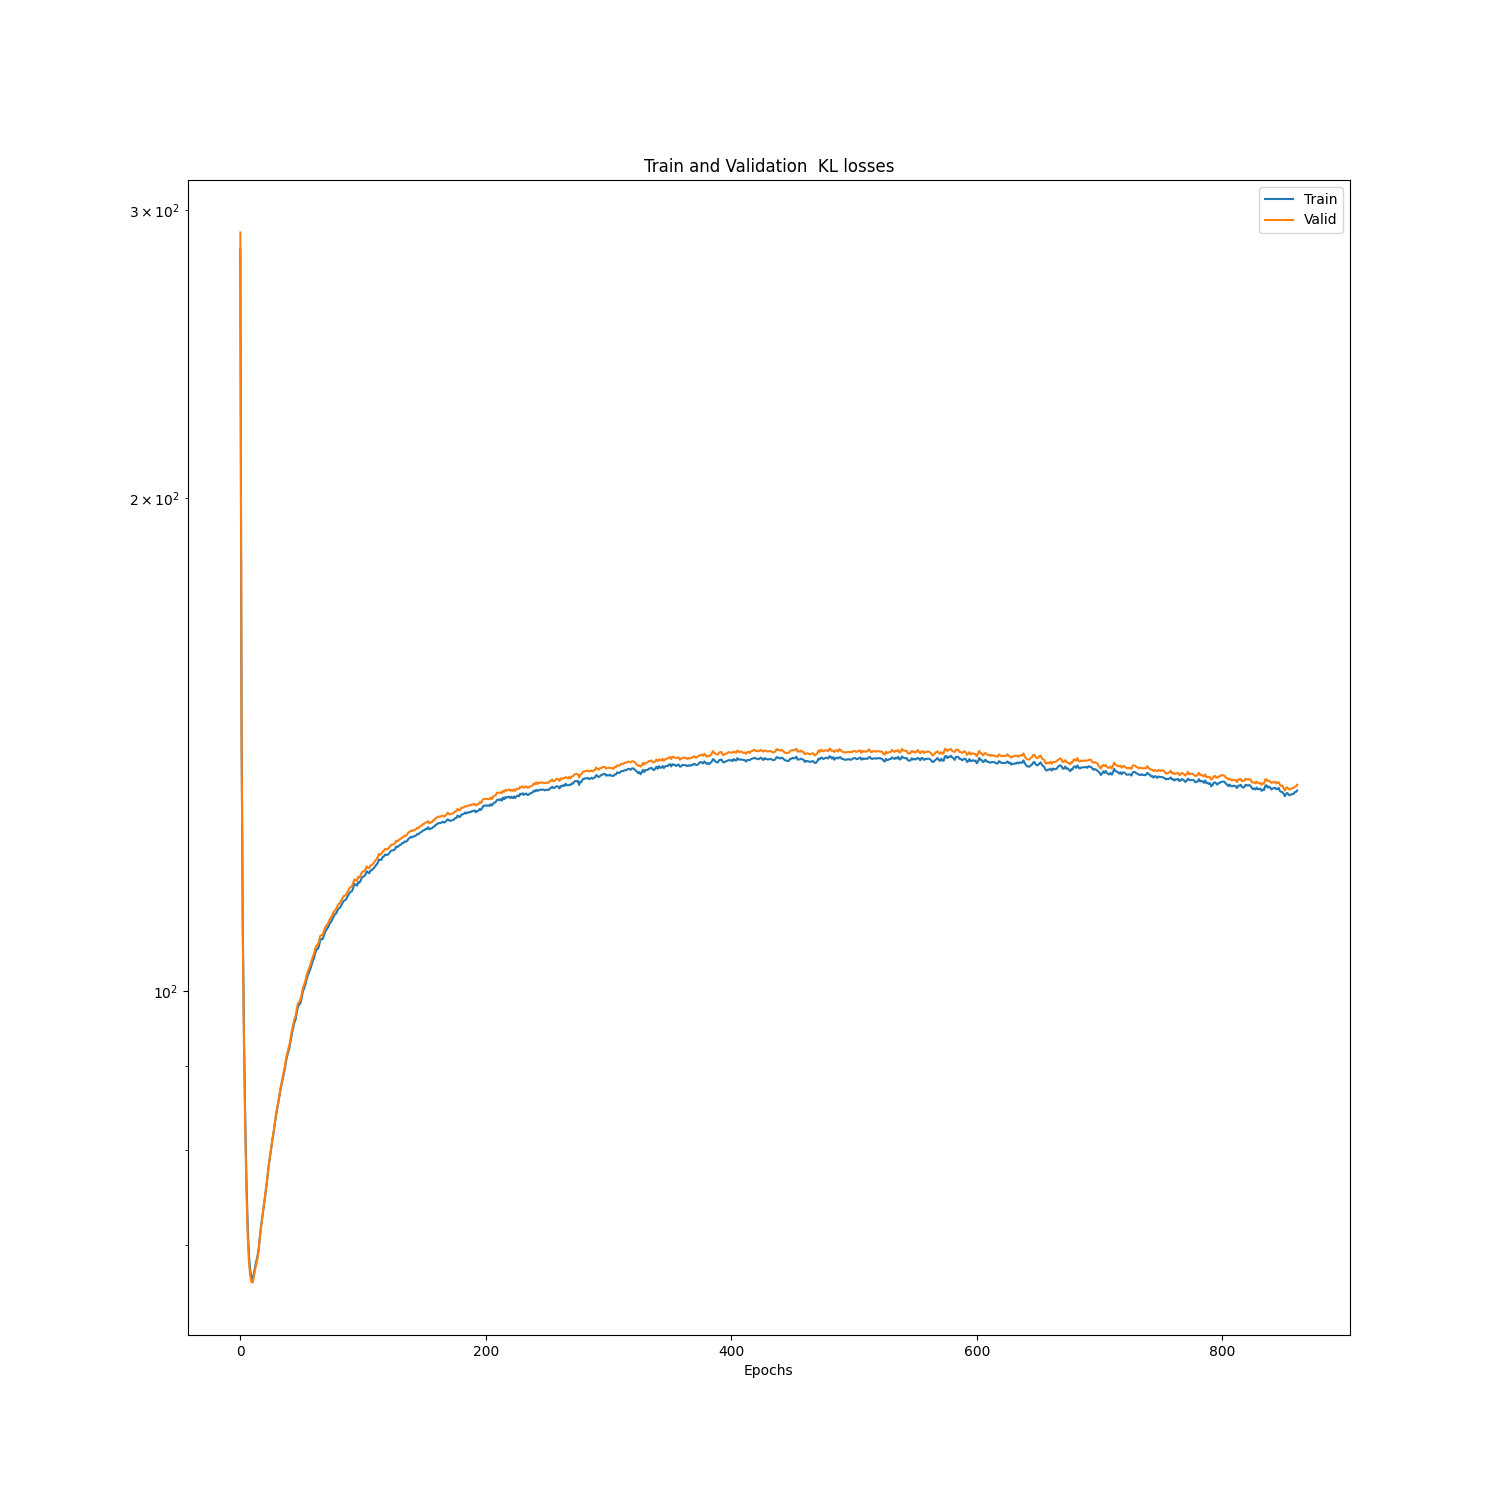 Train and Validation  KL losses
Train
Valid
3 × 10²
2 × 10²
10²
0 200 400 600 800
Epochs